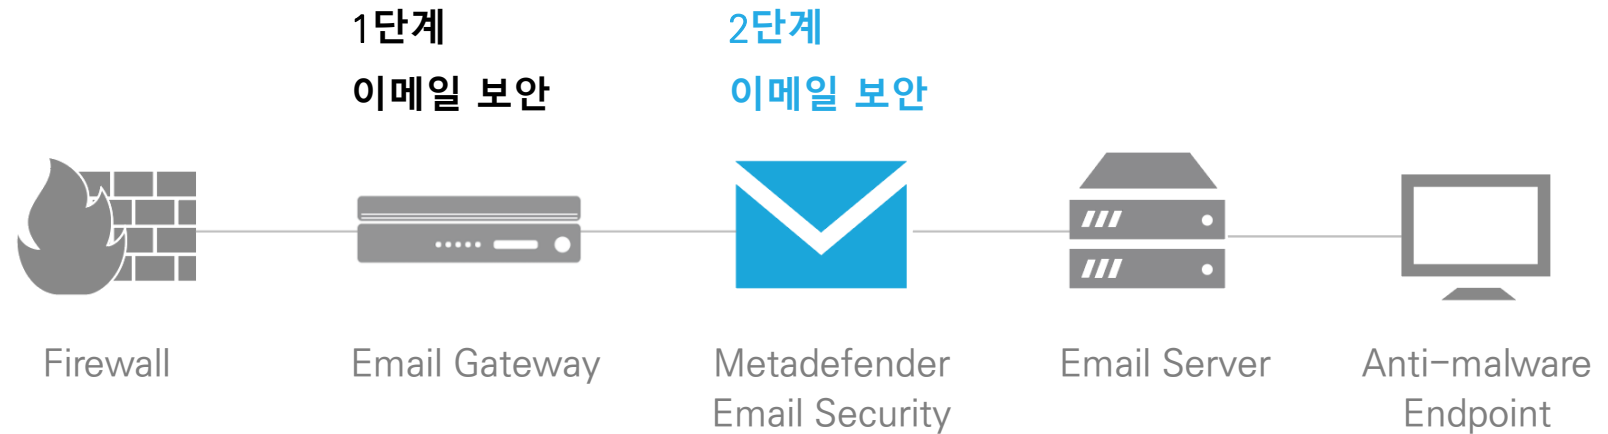 1단계
이메일 보안
2단계
이메일 보안
Firewall
Email Gateway
Metadefender
Email Security
Email Server
Anti-malware
Endpoint